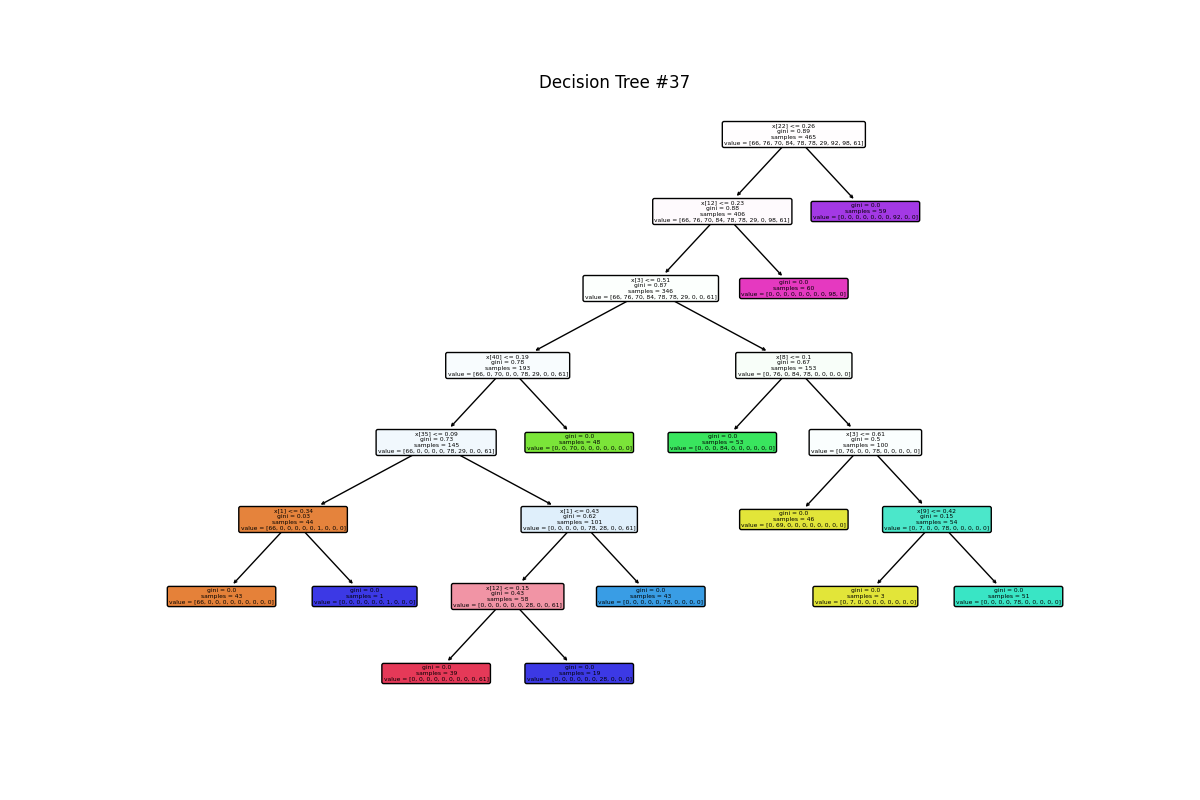 Decision Tree #37
x[22] <= 0.26
gini = 0.89
samples = 465
value = [66, 76, 70, 84, 78, 78, 29, 92, 98, 61]
x[12] <= 0.23
gini = 0.88
samples = 406
value = [66, 76, 70, 84, 78, 78, 29, 0, 98, 61]
gini = 0.0
samples = 59
value = [0, 0, 0, 0, 0, 0, 0, 92, 0, 0]
x[3] <= 0.51
gini = 0.87
samples = 346
value = [66, 76, 70, 84, 78, 78, 29, 0, 0, 61]
gini = 0.0
samples = 60
value = [0, 0, 0, 0, 0, 0, 0, 0, 98, 0]
x[40] <= 0.19
gini = 0.78
samples = 193
value = [66, 0, 70, 0, 0, 78, 29, 0, 0, 61]
x[8] <= 0.1
gini = 0.67
samples = 153
value = [0, 76, 0, 84, 78, 0, 0, 0, 0, 0]
x[35] <= 0.09
gini = 0.73
samples = 145
value = [66, 0, 0, 0, 0, 78, 29, 0, 0, 61]
gini = 0.0
samples = 48
value = [0, 0, 70, 0, 0, 0, 0, 0, 0, 0]
gini = 0.0
samples = 53
value = [0, 0, 0, 84, 0, 0, 0, 0, 0, 0]
x[3] <= 0.61
gini = 0.5
samples = 100
value = [0, 76, 0, 0, 78, 0, 0, 0, 0, 0]
x[1] <= 0.34
gini = 0.03
samples = 44
value = [66, 0, 0, 0, 0, 0, 1, 0, 0, 0]
x[1] <= 0.43
gini = 0.62
samples = 101
value = [0, 0, 0, 0, 0, 78, 28, 0, 0, 61]
gini = 0.0
samples = 46
value = [0, 69, 0, 0, 0, 0, 0, 0, 0, 0]
x[9] <= 0.42
gini = 0.15
samples = 54
value = [0, 7, 0, 0, 78, 0, 0, 0, 0, 0]
gini = 0.0
samples = 43
value = [66, 0, 0, 0, 0, 0, 0, 0, 0, 0]
gini = 0.0
samples = 1
value = [0, 0, 0, 0, 0, 0, 1, 0, 0, 0]
x[12] <= 0.15
gini = 0.43
samples = 58
value = [0, 0, 0, 0, 0, 0, 28, 0, 0, 61]
gini = 0.0
samples = 43
value = [0, 0, 0, 0, 0, 78, 0, 0, 0, 0]
gini = 0.0
samples = 3
value = [0, 7, 0, 0, 0, 0, 0, 0, 0, 0]
gini = 0.0
samples = 51
value = [0, 0, 0, 0, 78, 0, 0, 0, 0, 0]
gini = 0.0
samples = 39
value = [0, 0, 0, 0, 0, 0, 0, 0, 0, 61]
gini = 0.0
samples = 19
value = [0, 0, 0, 0, 0, 0, 28, 0, 0, 0]